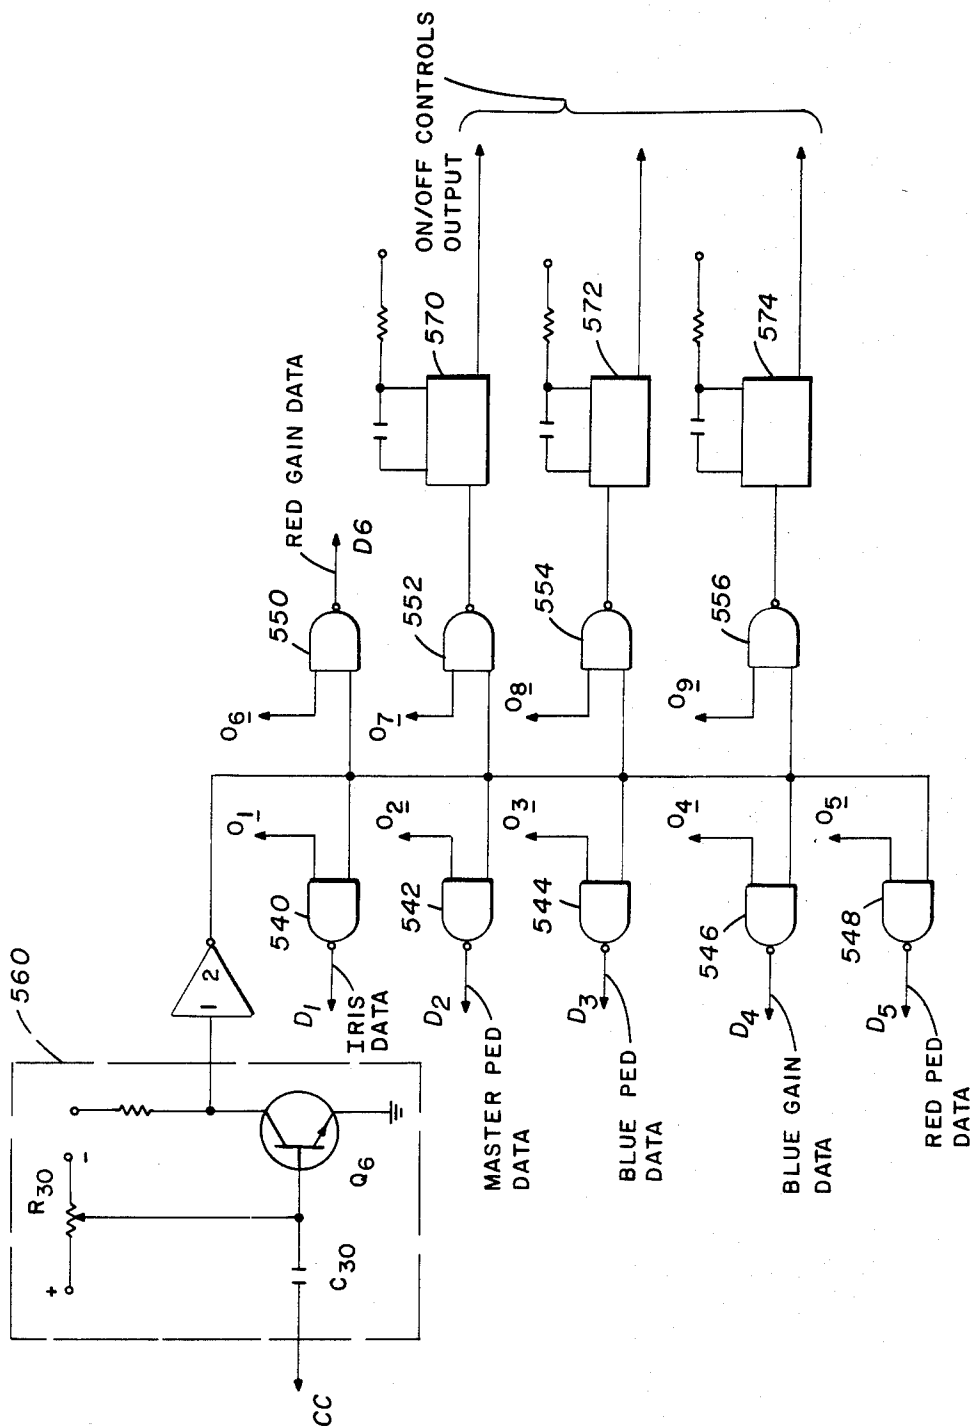 560
R30
+
-
Q6
C30
CC
1
2
O1
540
D1
IRIS
DATA
O2
542
D2
MASTER PED
DATA
O3
544
D3
BLUE PED
DATA
O4
546
D4
BLUE GAIN
DATA
O5
548
D5
RED PED
DATA
O6
550
RED GAIN DATA
D6
O7
552
570
O8
554
572
O9
556
574
ON/OFF CONTROLS
OUTPUT